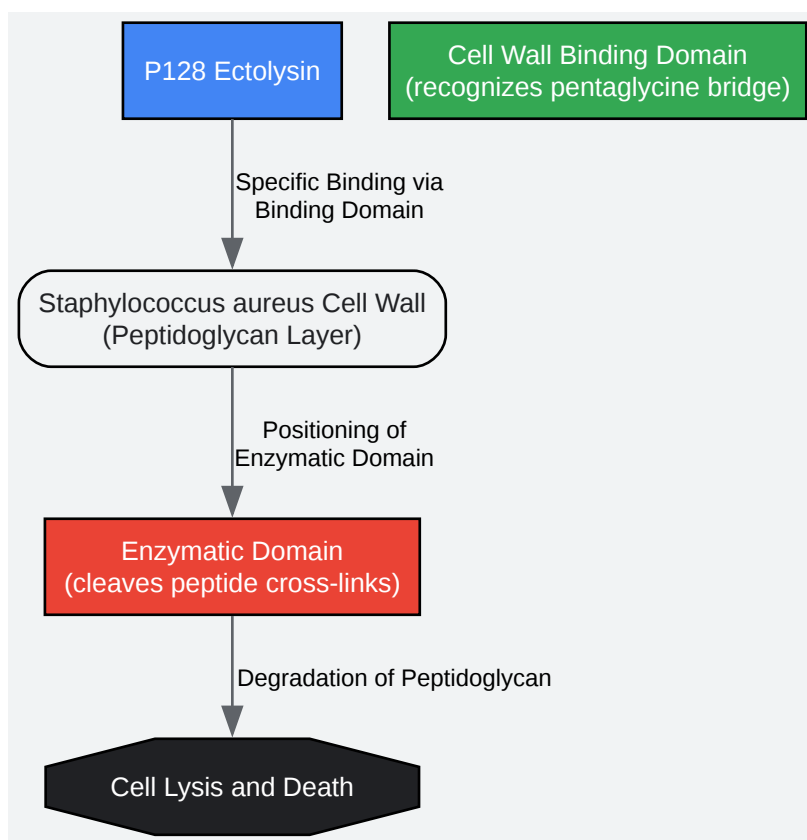 P128 Ectolysin
Cell Wall Binding Domain
(recognizes pentaglycine bridge)
Specific Binding via
Binding Domain
Staphylococcus aureus Cell Wall
(Peptidoglycan Layer)
Positioning of
Enzymatic Domain
Enzymatic Domain
(cleaves peptide cross-links)
Degradation of Peptidoglycan
Cell Lysis and Death